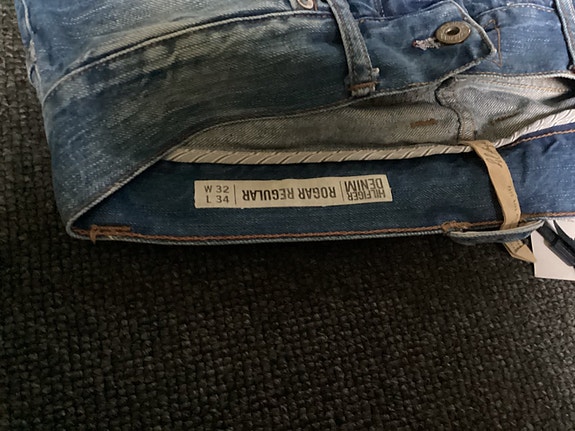 HILFIGER
DENIM
ROGAR REGULAR
W 32
L 34